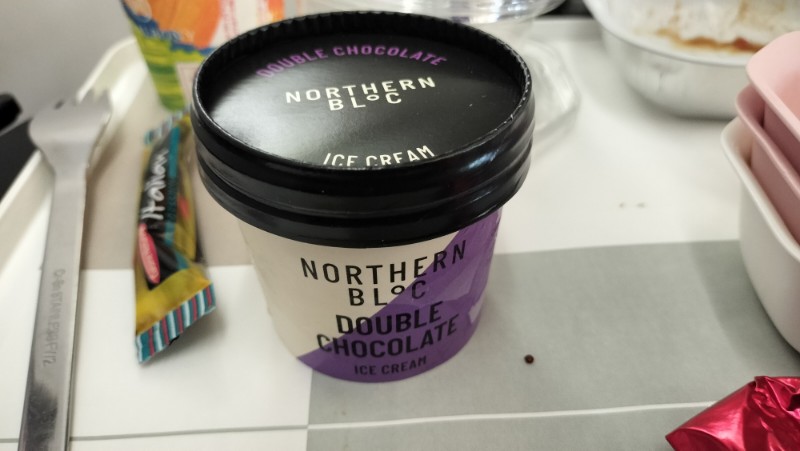 DOUBLE CHOCOLATE
NORTHERN
BLOC
ICE CREAM
NORTHERN
BLOC
DOUBLE
CHOCOLATE
ICE CREAM
Italian